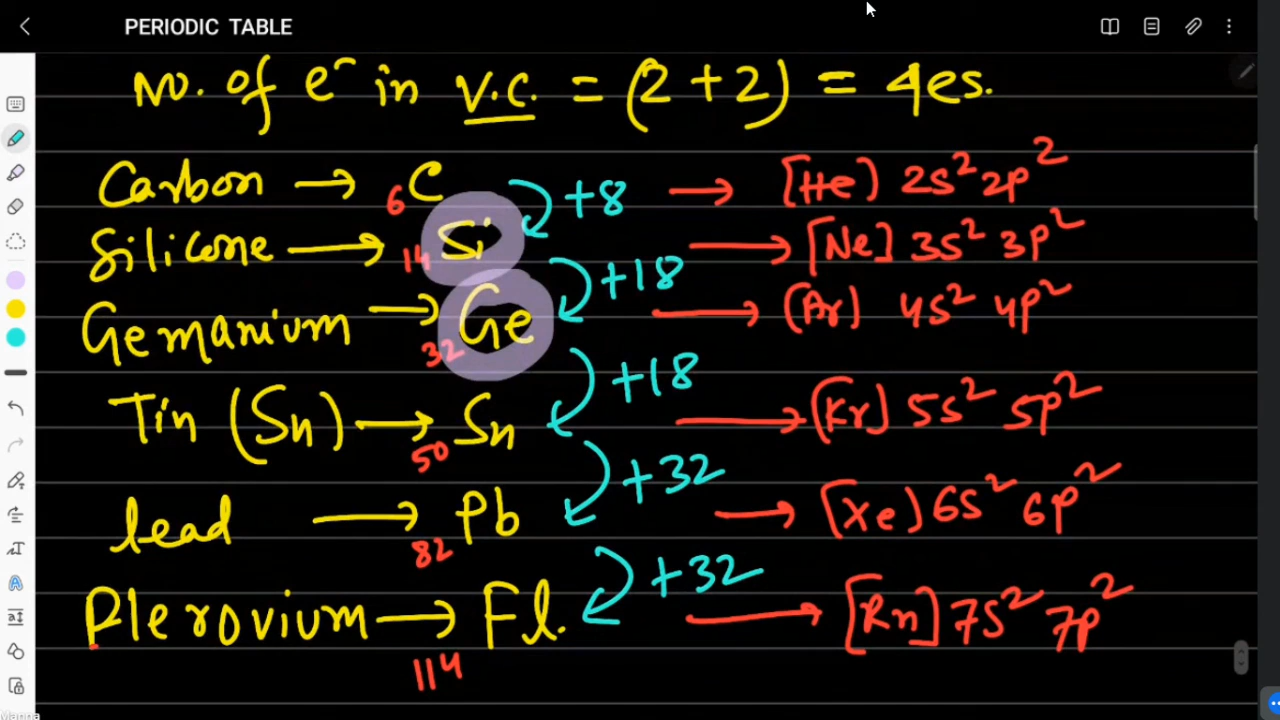 PERIODIC TABLE
No. of e⁻ in V.C. = (2 + 2) = 4es.
Carbon → ₆C +8 → [He] 2s² 2p²
Silicone → ₁₄Si +18 → [Ne] 3s² 3p²
Gemanium → ₃₂Ge +18 → (Ar) 4s² 4p²
Tin (Sn) → ₅₀Sn +32 → [Kr] 5s² 5p²
lead → ₈₂Pb +32 → [Xe) 6s² 6p²
Plerovium → ₁₁₄Fl. → [Rn] 7s² 7p²